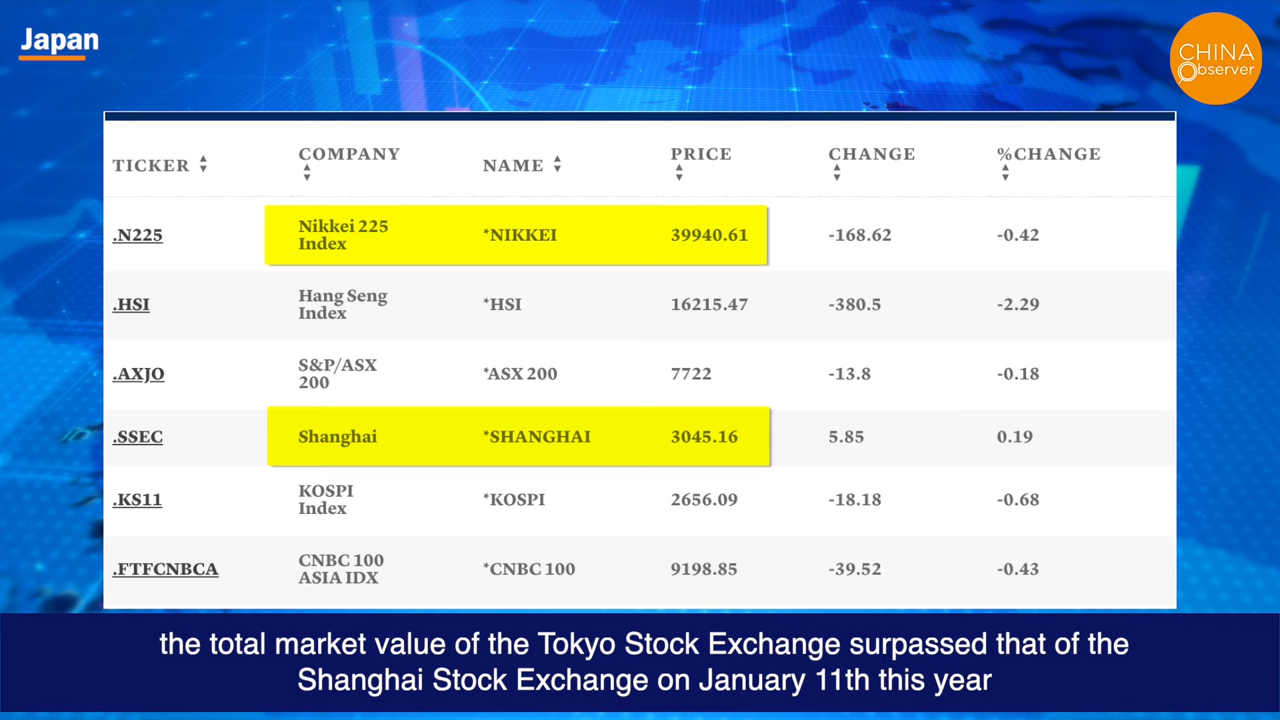 Japan
CHINA
Observer
TICKER
COMPANY
NAME
PRICE
CHANGE
%CHANGE
.N225
Nikkei 225
Index
*NIKKEI
39940.61
-168.62
-0.42
.HSI
Hang Seng
Index
*HSI
16215.47
-380.5
-2.29
.AXJO
S&P/ASX
200
*ASX 200
7722
-13.8
-0.18
.SSEC
Shanghai
*SHANGHAI
3045.16
5.85
0.19
.KS11
KOSPI
Index
*KOSPI
2656.09
-18.18
-0.68
.FTFCNBCA
CNBC 100
ASIA IDX
*CNBC 100
9198.85
-39.52
-0.43
the total market value of the Tokyo Stock Exchange surpassed that of the
Shanghai Stock Exchange on January 11th this year